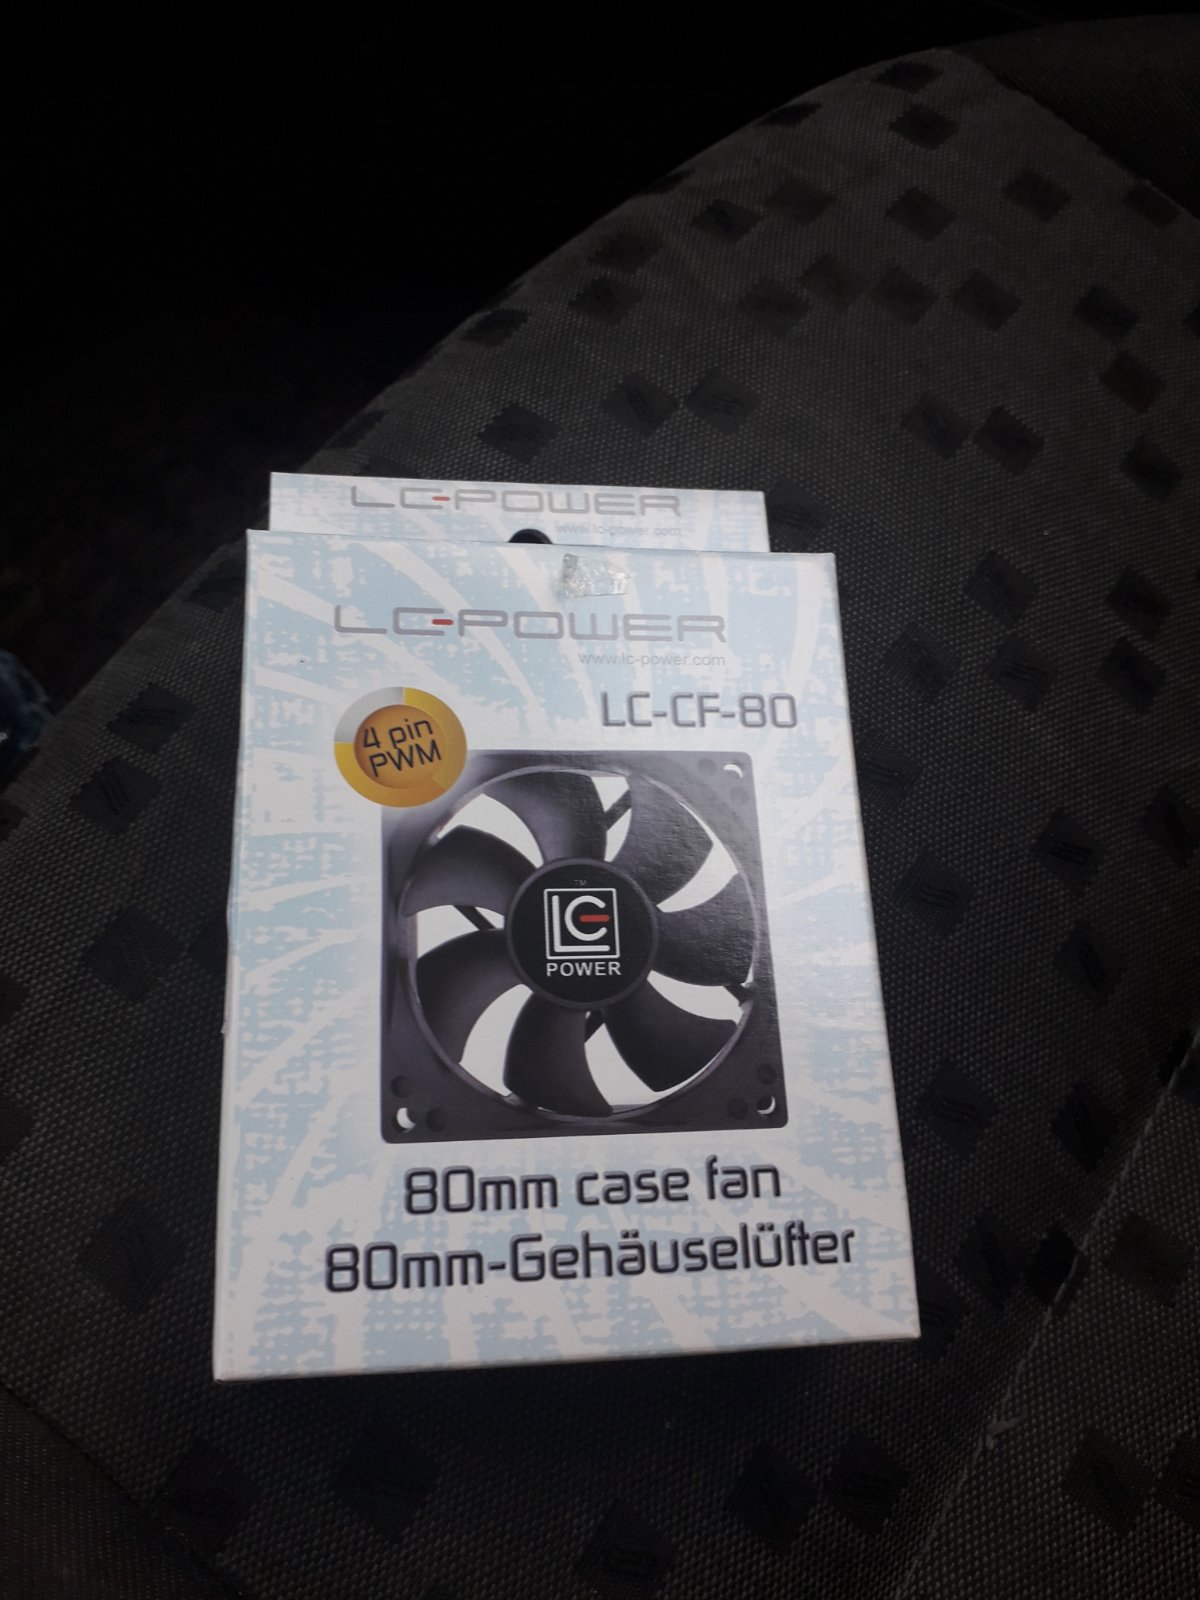 LC-POWER
www.lc-power.com
LC-POWER
www.lc-power.com
LC-CF-80
4 pin
PWM
TM
LC
POWER
80mm case fan
80mm-Gehäuselüfter